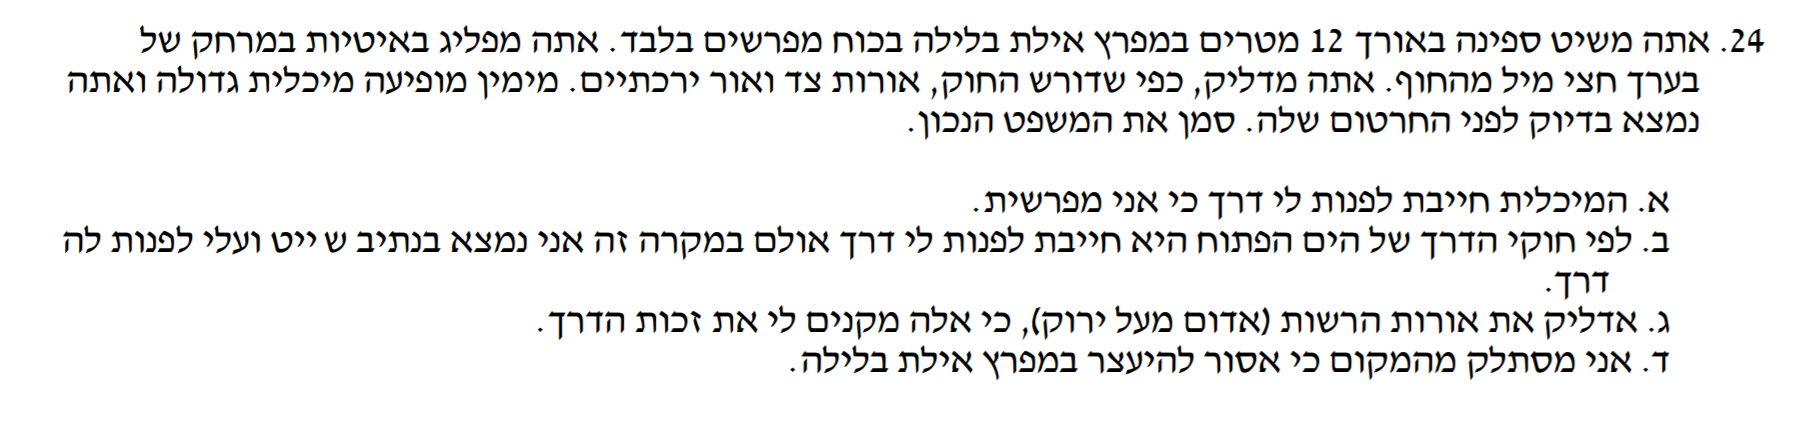 24. אתה משיט ספינה באורך 12 מטרים במפרץ אילת בלילה בכוח מפרשים בלבד. אתה מפליג באיטיות במרחק של
בערך חצי מיל מהחוף. אתה מדליק, כפי שדורש החוק, אורות צד ואור ירכתיים. מימין מופיעה מיכלית גדולה ואתה
נמצא בדיוק לפני החרטום שלה. סמן את המשפט הנכון.
א. המיכלית חייבת לפנות לי דרך כי אני מפרשית.
ב. לפי חוקי הדרך של הים הפתוח היא חייבת לפנות לי דרך אולם במקרה זה אני נמצא בנתיב ש ייט ועלי לפנות לה
דרך.
ג. אדליק את אורות הרשות (אדום מעל ירוק), כי אלה מקנים לי את זכות הדרך.
ד. אני מסתלק מהמקום כי אסור להיעצר במפרץ אילת בלילה.